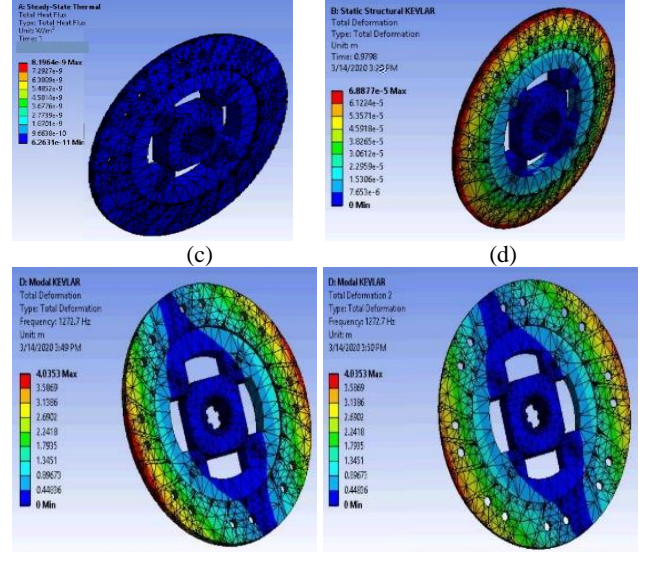 A: Steady-State Thermal
Total Heat Flux
Type: Total Heat Flux
Unit: W/m²
Time: 1
8.1964e-9 Max
7.2927e-9
6.3889e-9
5.4852e-9
4.5814e-9
3.6776e-9
2.7739e-9
1.8701e-9
9.6638e-10
6.2631e-11 Min
B: Static Structural KEVLAR
Total Deformation
Type: Total Deformation
Unit: m
Time: 0.9798
3/14/2020 PM
6.8877e-5 Max
6.1224e-5
5.3571e-5
4.5918e-5
3.8265e-5
3.0612e-5
2.2959e-5
1.5306e-5
7.653e-6
0 Min
(c)
(d)
D: Modal KEVLAR
Total Deformation
Type: Total Deformation
Frequency: 1272.7 Hz
Unit: m
3/14/2020 3:49 PM
4.0353 Max
3.5869
3.1386
2.6902
2.2418
1.7935
1.3451
0.89673
0.44836
0 Min
D: Modal KEVLAR
Total Deformation 2
Type: Total Deformation
Frequency: 1272.7 Hz
Unit: m
3/14/2020 3:50 PM
4.0353 Max
3.5869
3.1386
2.6902
2.2418
1.7935
1.3451
0.89673
0.44836
0 Min